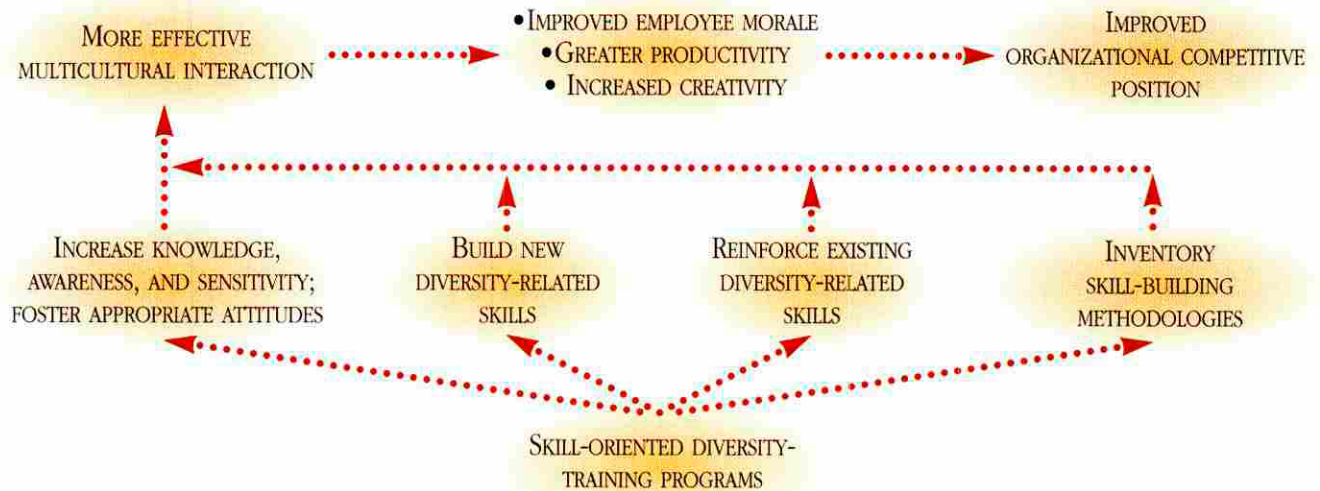 MORE EFFECTIVE
MULTICULTURAL INTERACTION
•IMPROVED EMPLOYEE MORALE
• GREATER PRODUCTIVITY
• INCREASED CREATIVITY
IMPROVED
ORGANIZATIONAL COMPETITIVE
POSITION
INCREASE KNOWLEDGE,
AWARENESS, AND SENSITIVITY;
FOSTER APPROPRIATE ATTITUDES
BUILD NEW
DIVERSITY-RELATED
SKILLS
REINFORCE EXISTING
DIVERSITY-RELATED
SKILLS
INVENTORY
SKILL-BUILDING
METHODOLOGIES
SKILL-ORIENTED DIVERSITY-
TRAINING PROGRAMS